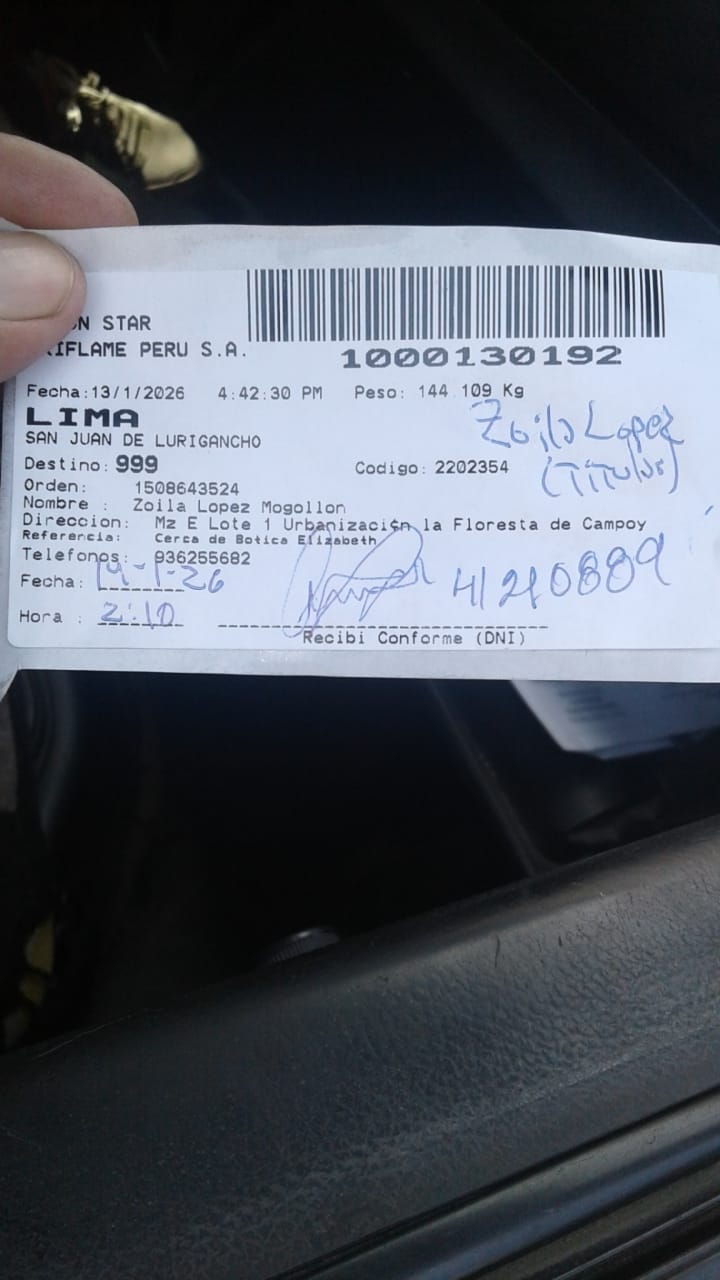 N STAR
IFLAME PERU S.A.
1000130192
Fecha:13/1/2026 4:42:30 PM Peso: 144.109 Kg
LIMA
SAN JUAN DE LURIGANCHO
Zoila Lopez
(Titular)
Destino: 999 Codigo: 2202354
Orden: 1508643524
Nombre : Zoila Lopez Mogollon
Direccion: Mz E Lote 1 Urbanizaci¢n la Floresta de Campoy
Referencia: Cerca de Botica Elizabeth
Telefonos: 936255682
Fecha: 14-1-26
41210889
Hora : 2:10
Recibi Conforme (DNI)